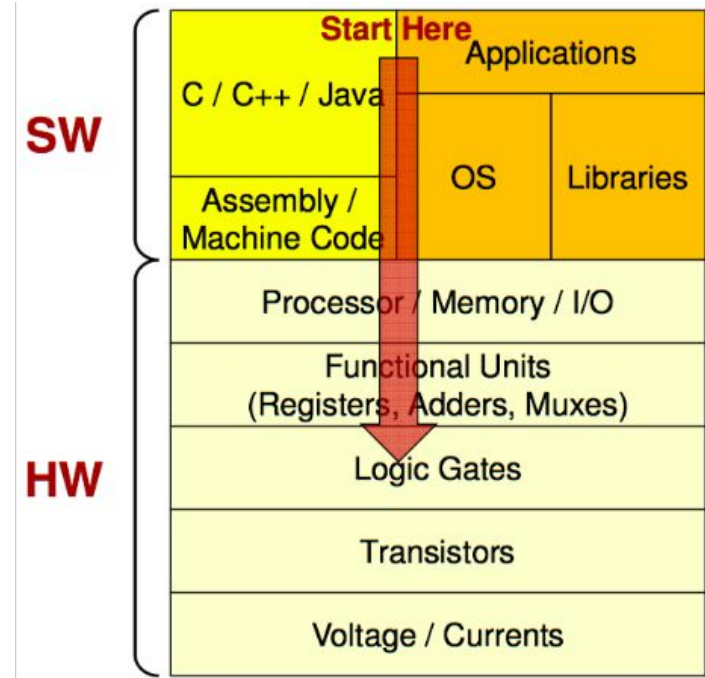 Start Here
SW
C / C++ / Java
Applications
OS
Libraries
Assembly /
Machine Code
HW
Processor / Memory / I/O
Functional Units
(Registers, Adders, Muxes)
Logic Gates
Transistors
Voltage / Currents